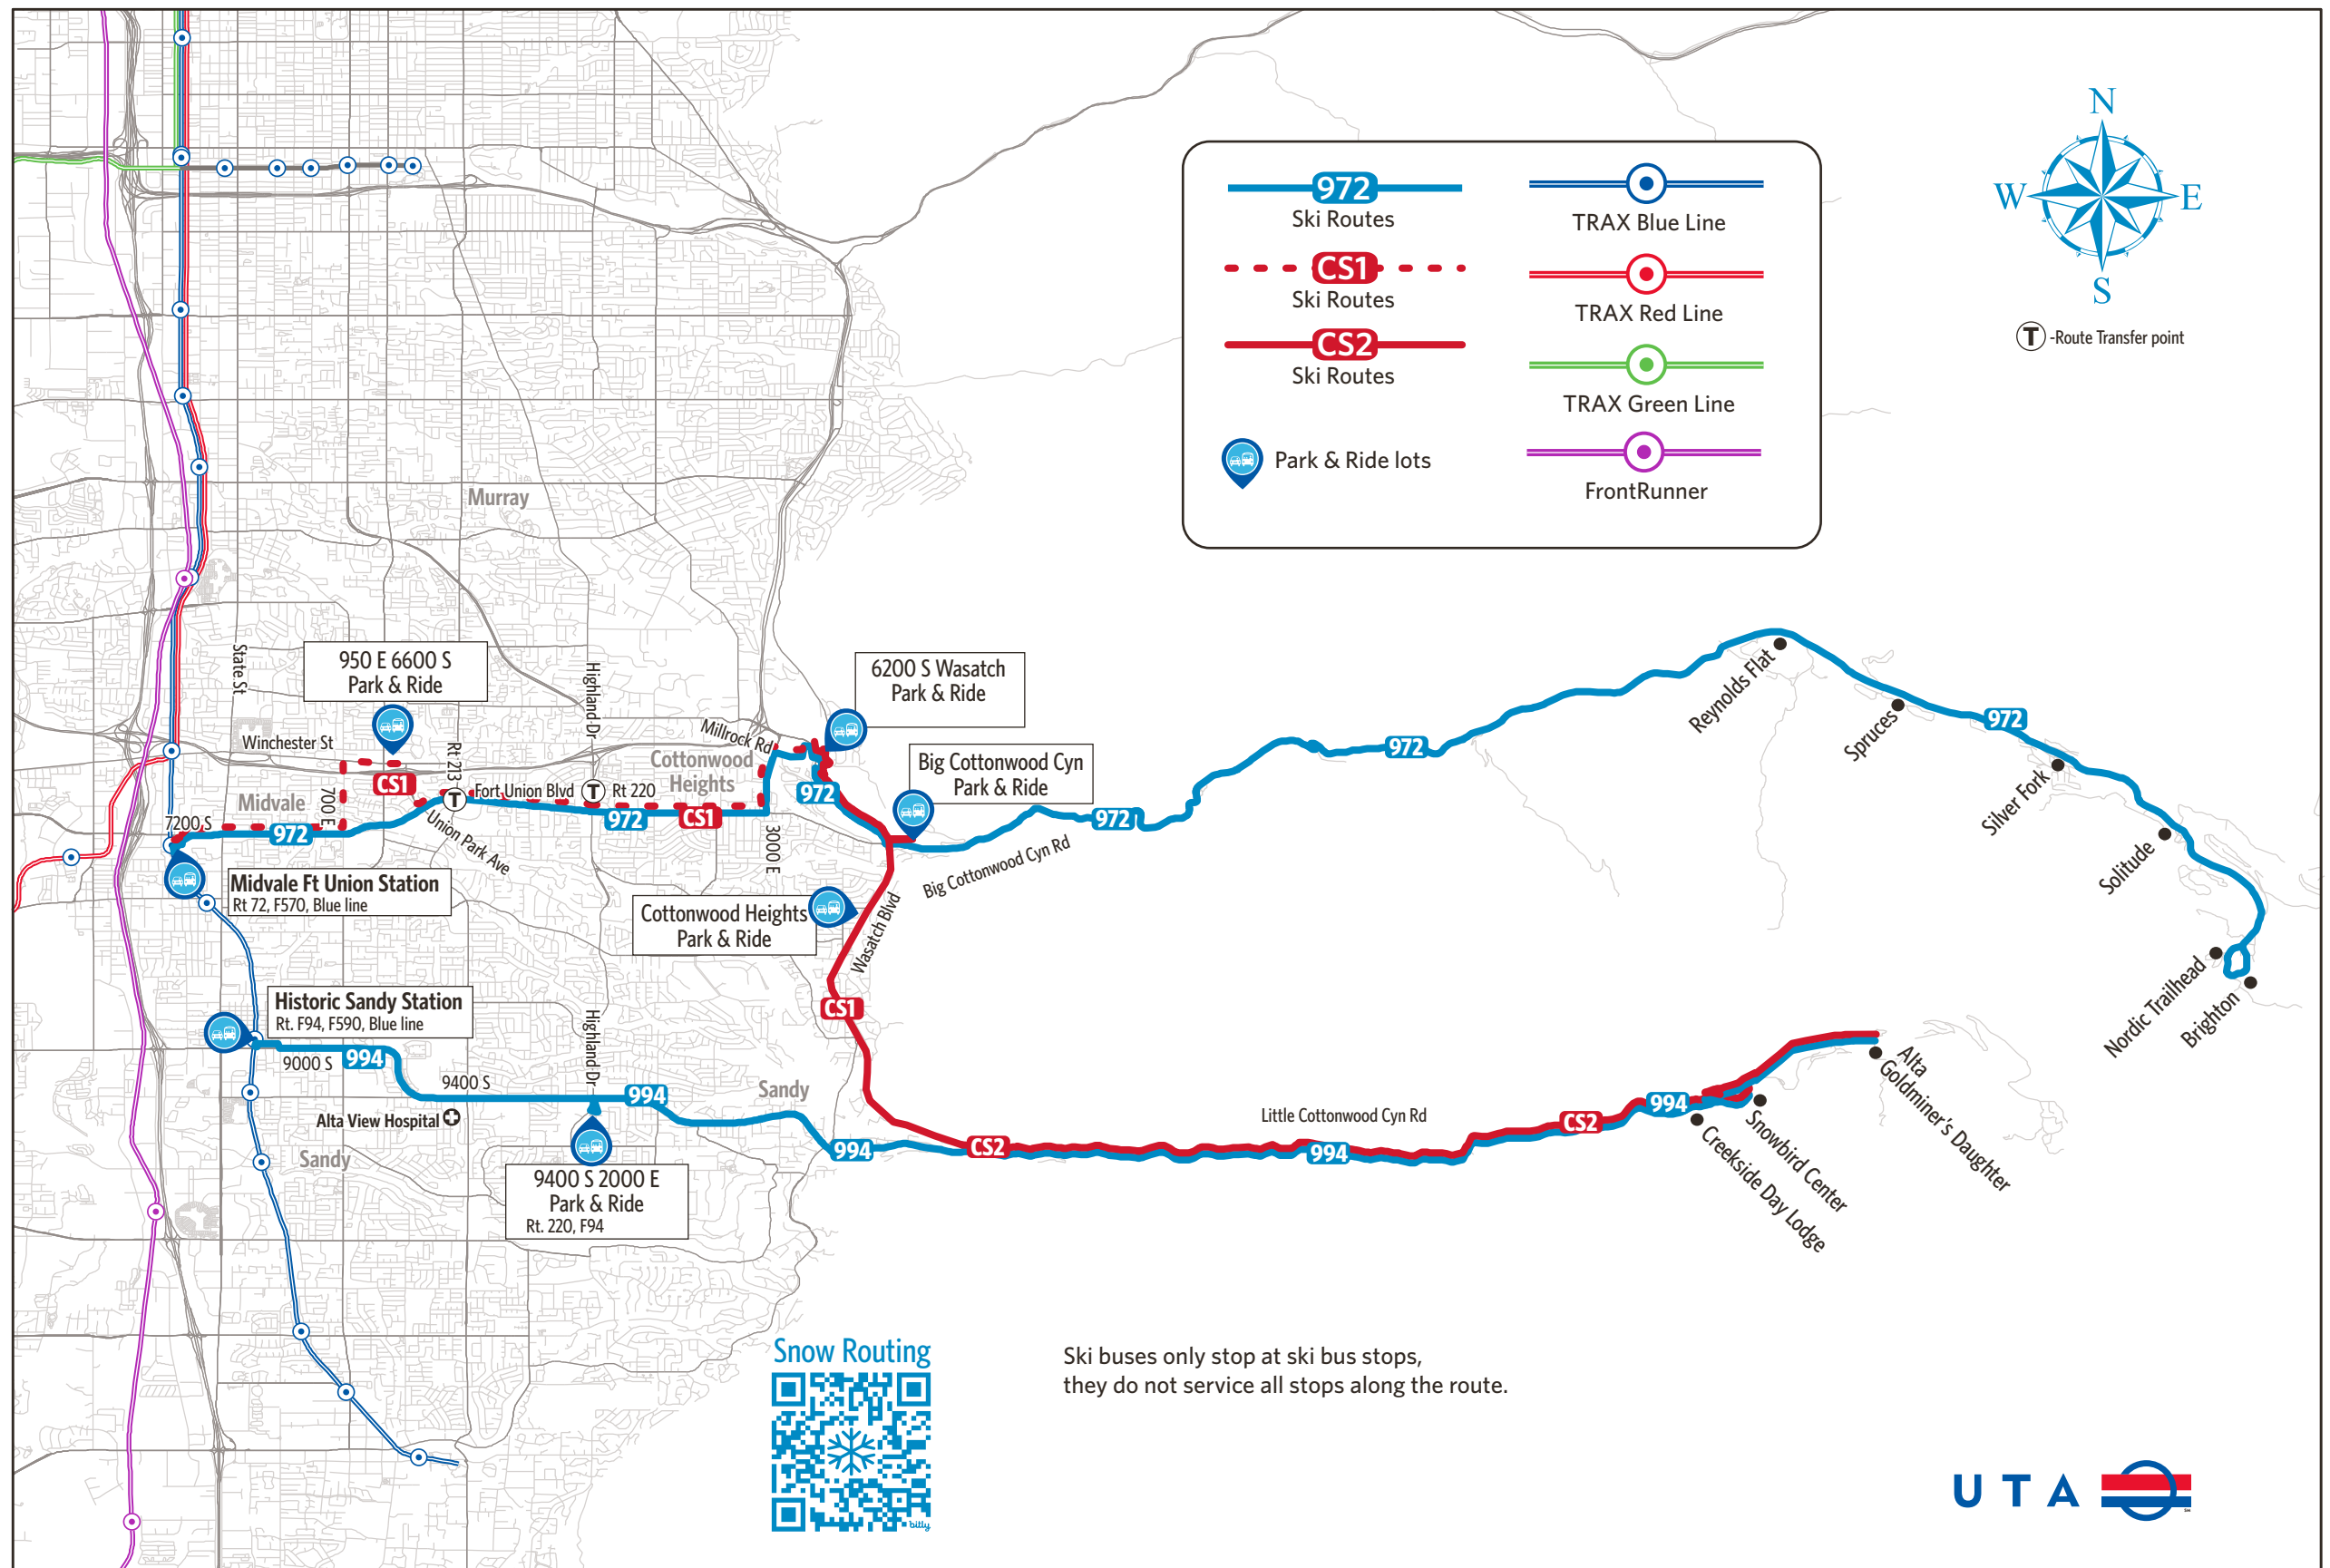 N
W
E
S
T -Route Transfer point
972
Ski Routes
CS1
Ski Routes
CS2
Ski Routes
Park & Ride lots
TRAX Blue Line
TRAX Red Line
TRAX Green Line
FrontRunner
Murray
State St
950 E 6600 S
Park & Ride
Highland Dr
6200 S Wasatch
Park & Ride
Winchester St
Rt 213
Millrock Rd
Cottonwood
Heights
Big Cottonwood Cyn
Park & Ride
CS1
Midvale
700 E
T
Fort Union Blvd
T
Rt 220
972
7200 S
972
972
CS1
Union Park Ave
3000 E
Big Cottonwood Cyn Rd
972
972
972
Reynolds Flat
Spruces
Silver Fork
Solitude
Nordic Trailhead
Brighton
Midvale Ft Union Station
Rt 72, F570, Blue line
Cottonwood Heights
Park & Ride
Wasatch Blvd
CS1
Historic Sandy Station
Rt. F94, F590, Blue line
9000 S
994
9400 S
Highland Dr
994
Sandy
Alta View Hospital
Sandy
9400 S 2000 E
Park & Ride
Rt. 220, F94
994
CS2
994
Little Cottonwood Cyn Rd
CS2
994
Alta
Goldminer's Daughter
Snowbird Center
Creekside Day Lodge
Snow Routing
bitly
Ski buses only stop at ski bus stops,
they do not service all stops along the route.
UTA